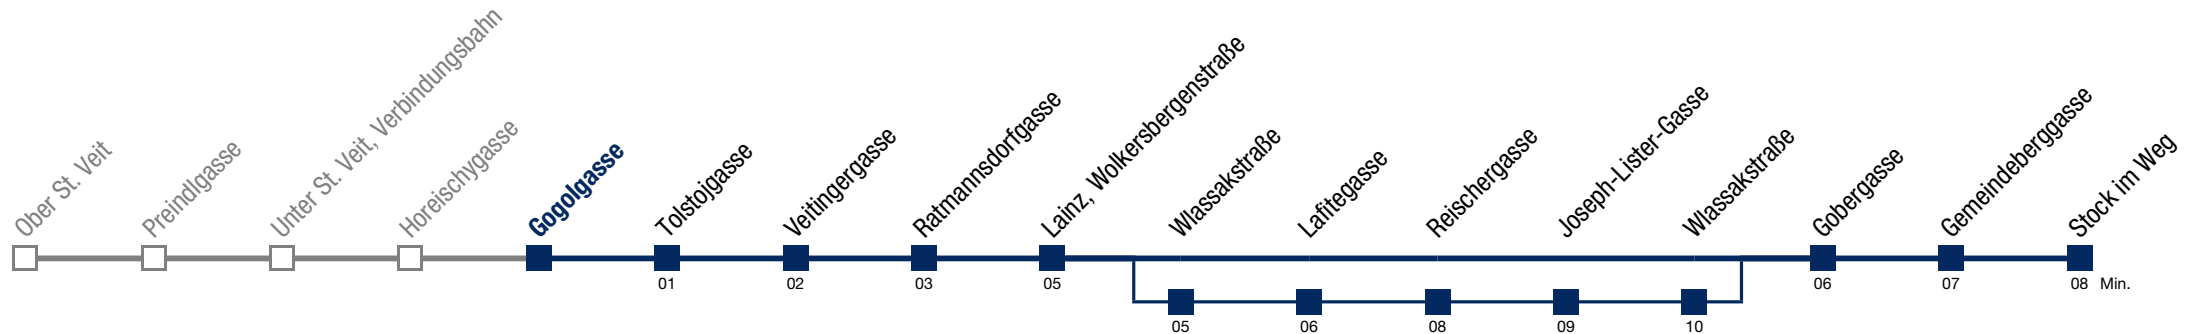 Ober St. Veit
Preindlgasse
Unter St. Veit, Verbindungsbahn
Horeischygasse
Gogolgasse
Tolstojgasse
Veitingergasse
Ratmannsdorfgasse
Lainz, Wolkersbergenstraße
Wlassakstraße
Lafitegasse
Reischergasse
Joseph-Lister-Gasse
Wlassakstraße
Gobergasse
Gemeindeberggasse
Stock im Weg
01 02 03 05 06 07 08 Min.
05 06 08 09 10